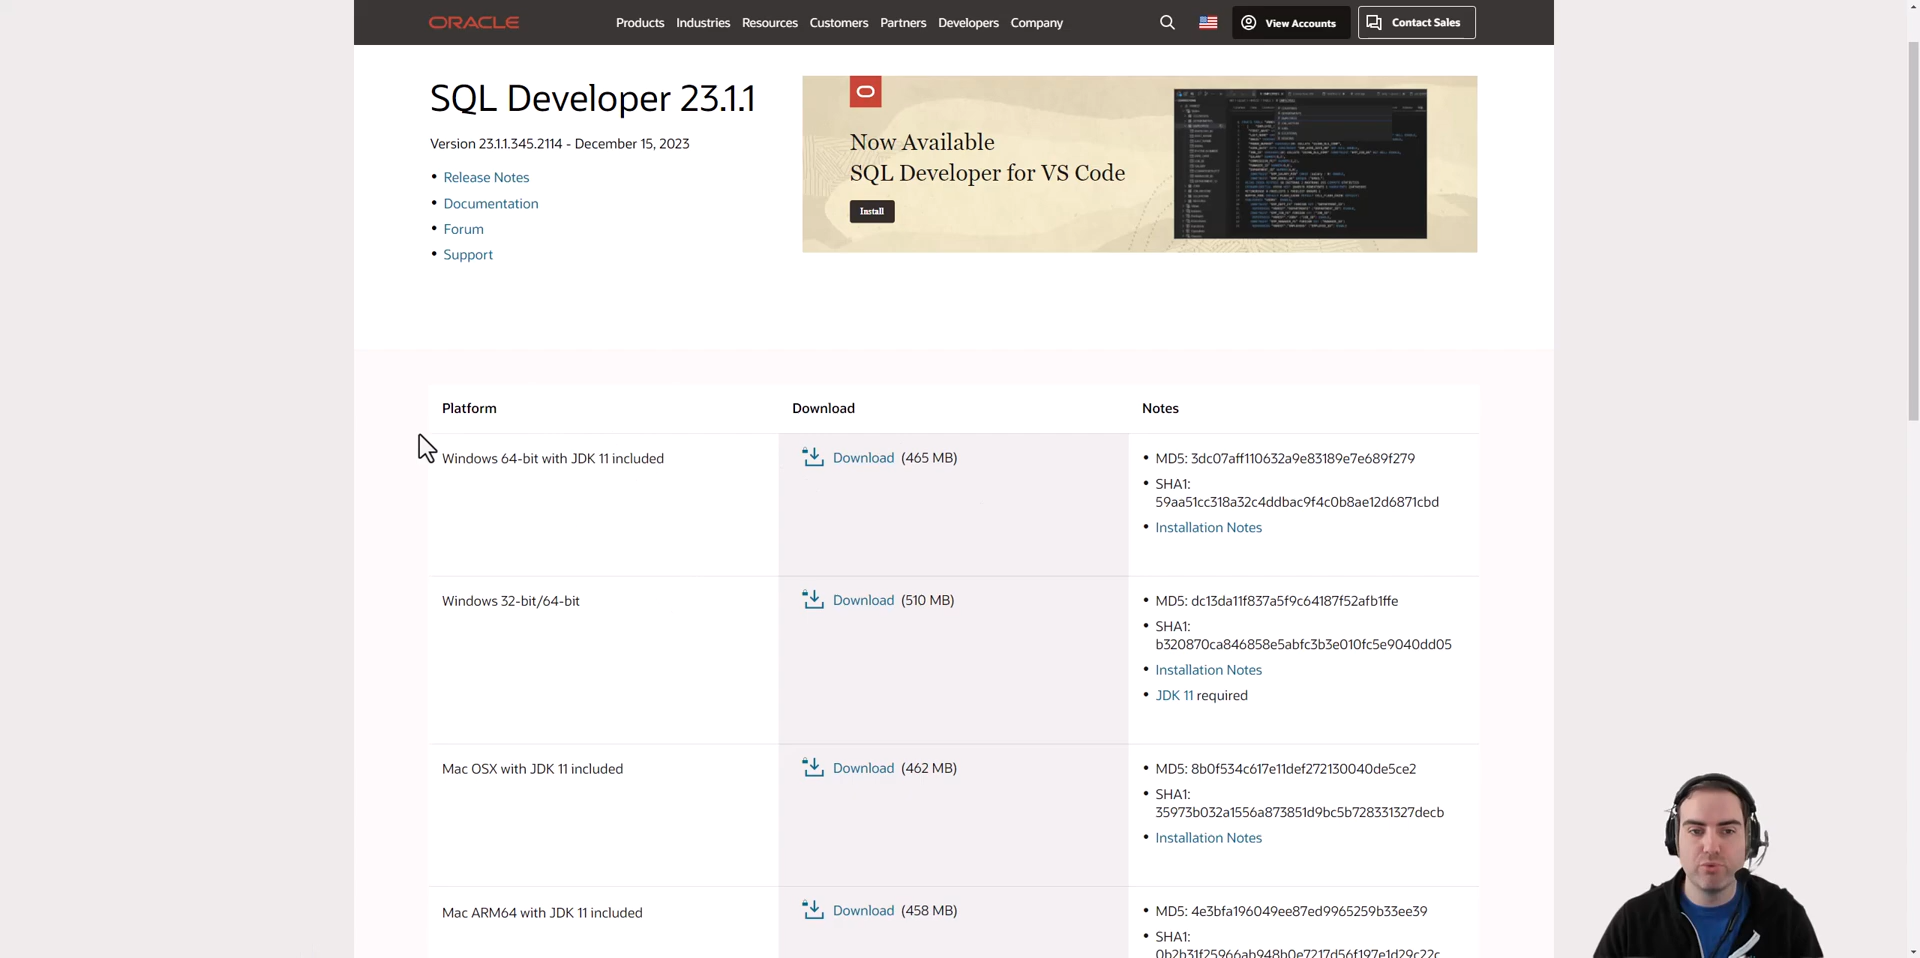 ORACLE
Products Industries Resources Customers Partners Developers Company
View Accounts
Contact Sales
SQL Developer 23.1.1
Version 23.1.1.345.2114 - December 15, 2023
• Release Notes
• Documentation
• Forum
• Support
Now Available
SQL Developer for VS Code
Install
Platform Download Notes
Windows 64-bit with JDK 11 included
Download (465 MB)
• MD5: 3dc07aff110632a9e83189e7e689f279
• SHA1:
59aa51cc318a32c4ddbac9f4c0b8ae12d6871cbd
• Installation Notes
Windows 32-bit/64-bit
Download (510 MB)
• MD5: dc13da11f837a5f9c64187f52afb1ffe
• SHA1:
b320870ca846858e5abfc3b3e010fc5e9040dd05
• Installation Notes
• JDK 11 required
Mac OSX with JDK 11 included
Download (462 MB)
• MD5: 8b0f534c617e11def272130040de5ce2
• SHA1:
35973b032a1556a873851d9bc5b728331327decb
• Installation Notes
Mac ARM64 with JDK 11 included
Download (458 MB)
• MD5: 4e3bfa196049ee87ed9965259b33ee39
• SHA1: